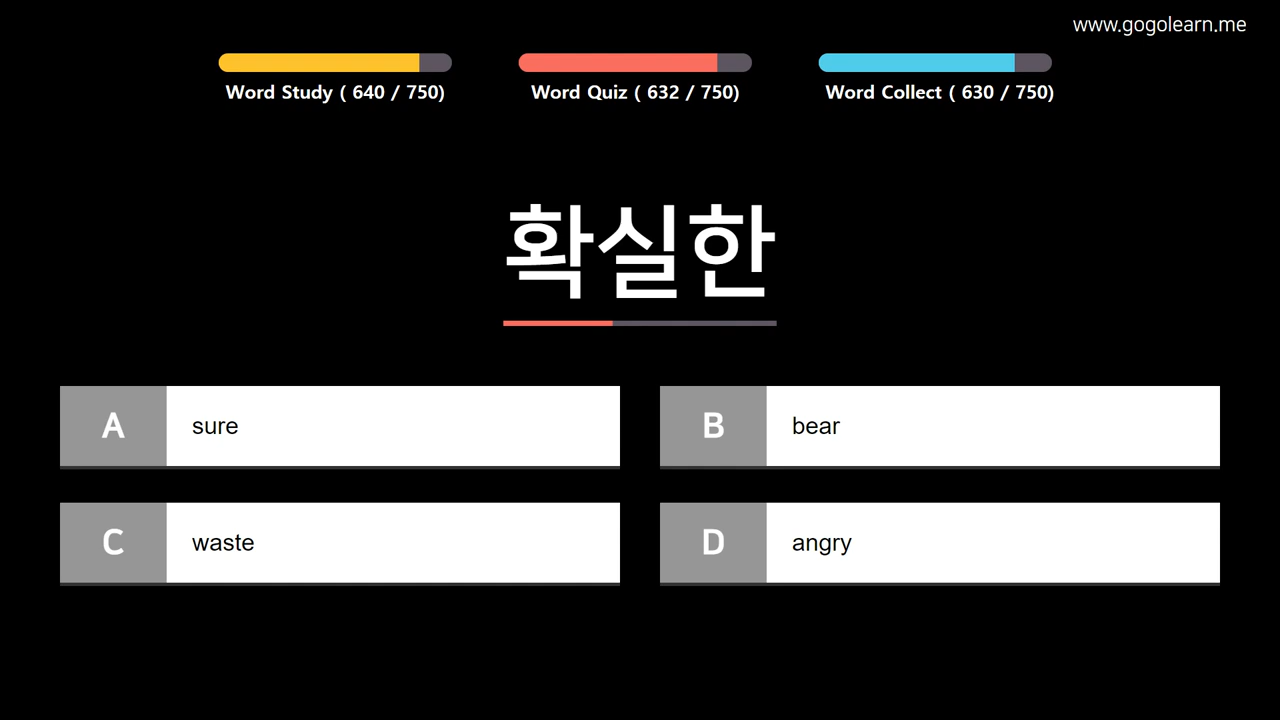 www.gogolearn.me
Word Study ( 640 / 750)
Word Quiz ( 632 / 750)
Word Collect ( 630 / 750)
확실한
A sure
B bear
C waste
D angry